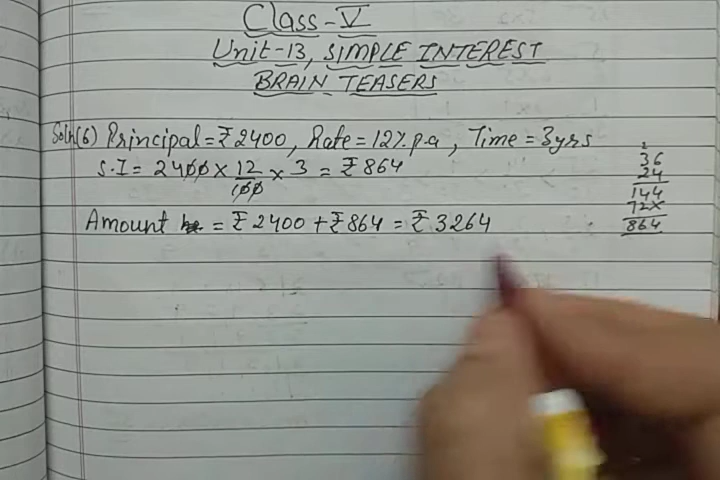 Class-V
Unit-13, SIMPLE INTEREST
BRAIN TEASERS
Soln(6) Principal = ₹2400, Rate = 12% p.a, Time = 3yrs
S.I = 2400 × 12/100 × 3 = ₹864
Amount = ₹2400 + ₹864 = ₹3264
2
36
24
144
72×
864